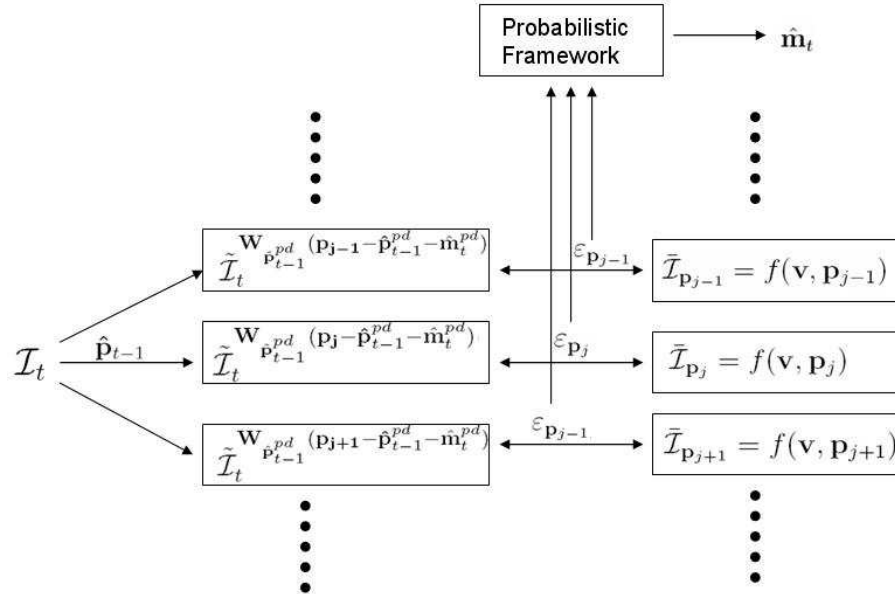 Probabilistic
Framework
m̂_t
𝓘̃_t^{W_{p̂_{t-1}^{pd}}(p_{j-1}-p̂_{t-1}^{pd}-m̂_t^{pd})}
ε_{p_{j-1}}
𝓘̄_{p_{j-1}} = f(v, p_{j-1})
𝓘_t
p̂_{t-1}
𝓘̃_t^{W_{p̂_{t-1}^{pd}}(p_j-p̂_{t-1}^{pd}-m̂_t^{pd})}
ε_{p_j}
𝓘̄_{p_j} = f(v, p_j)
𝓘̃_t^{W_{p̂_{t-1}^{pd}}(p_{j+1}-p̂_{t-1}^{pd}-m̂_t^{pd})}
ε_{p_{j-1}}
𝓘̄_{p_{j+1}} = f(v, p_{j+1})